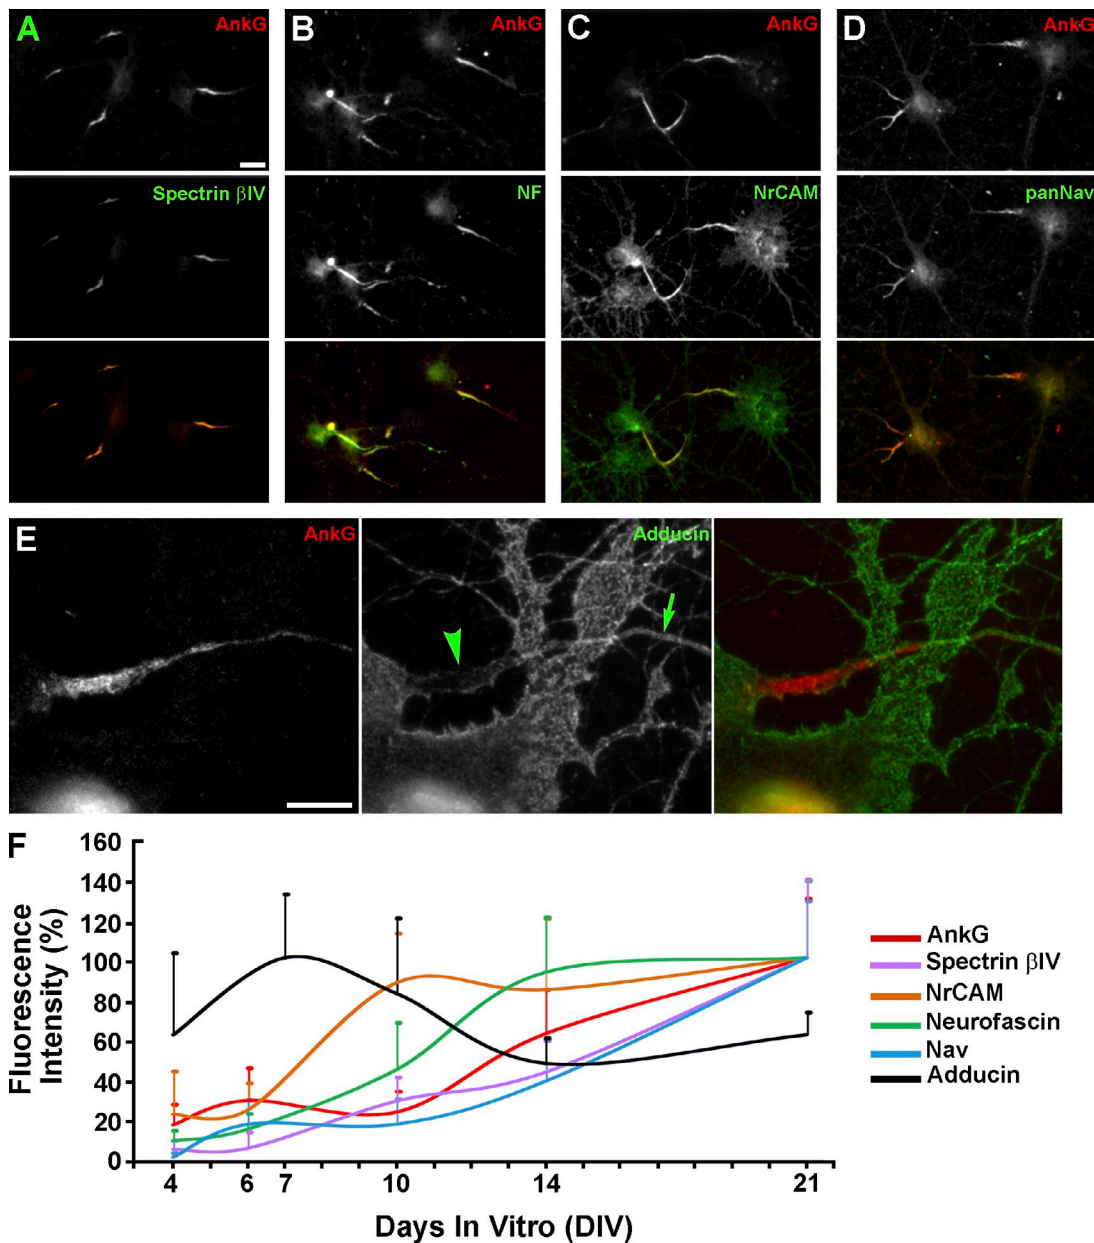 A AnkG B AnkG C AnkG D AnkG
Spectrin βIV NF NrCAM panNav
E AnkG Adducin
F
160
140
120
100
80
60
40
20
0
Fluorescence
Intensity (%)
4 6 7 10 14 21
Days In Vitro (DIV)
AnkG
Spectrin βIV
NrCAM
Neurofascin
Nav
Adducin